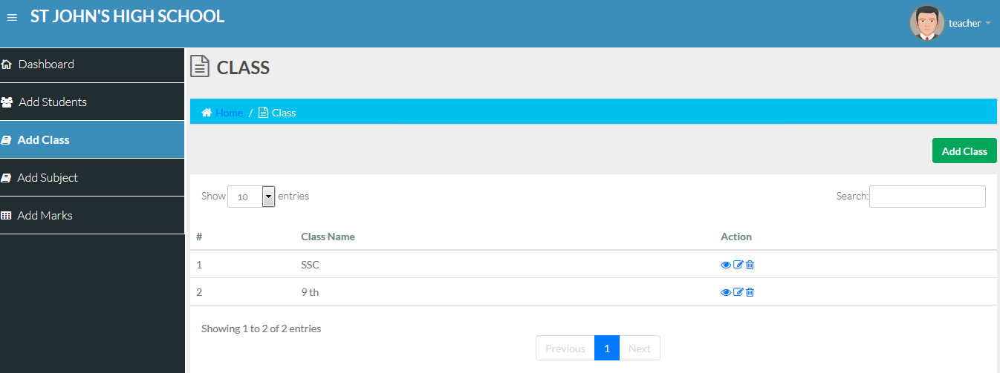 ST JOHN'S HIGH SCHOOL
teacher
Dashboard
Add Students
Add Class
Add Subject
Add Marks
CLASS
Home / Class
Add Class
Show 10 entries
Search:
# Class Name Action
1 SSC
2 9 th
Showing 1 to 2 of 2 entries
Previous 1 Next